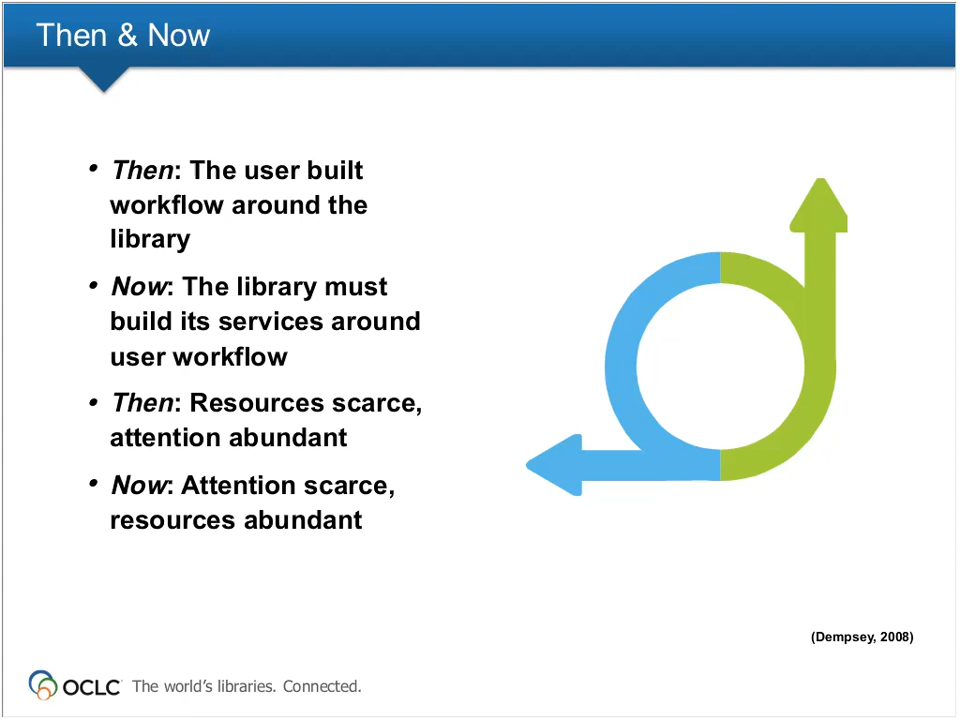 Then & Now
• Then: The user built
workflow around the
library
• Now: The library must
build its services around
user workflow
• Then: Resources scarce,
attention abundant
• Now: Attention scarce,
resources abundant
(Dempsey, 2008)
OCLC The world's libraries. Connected.